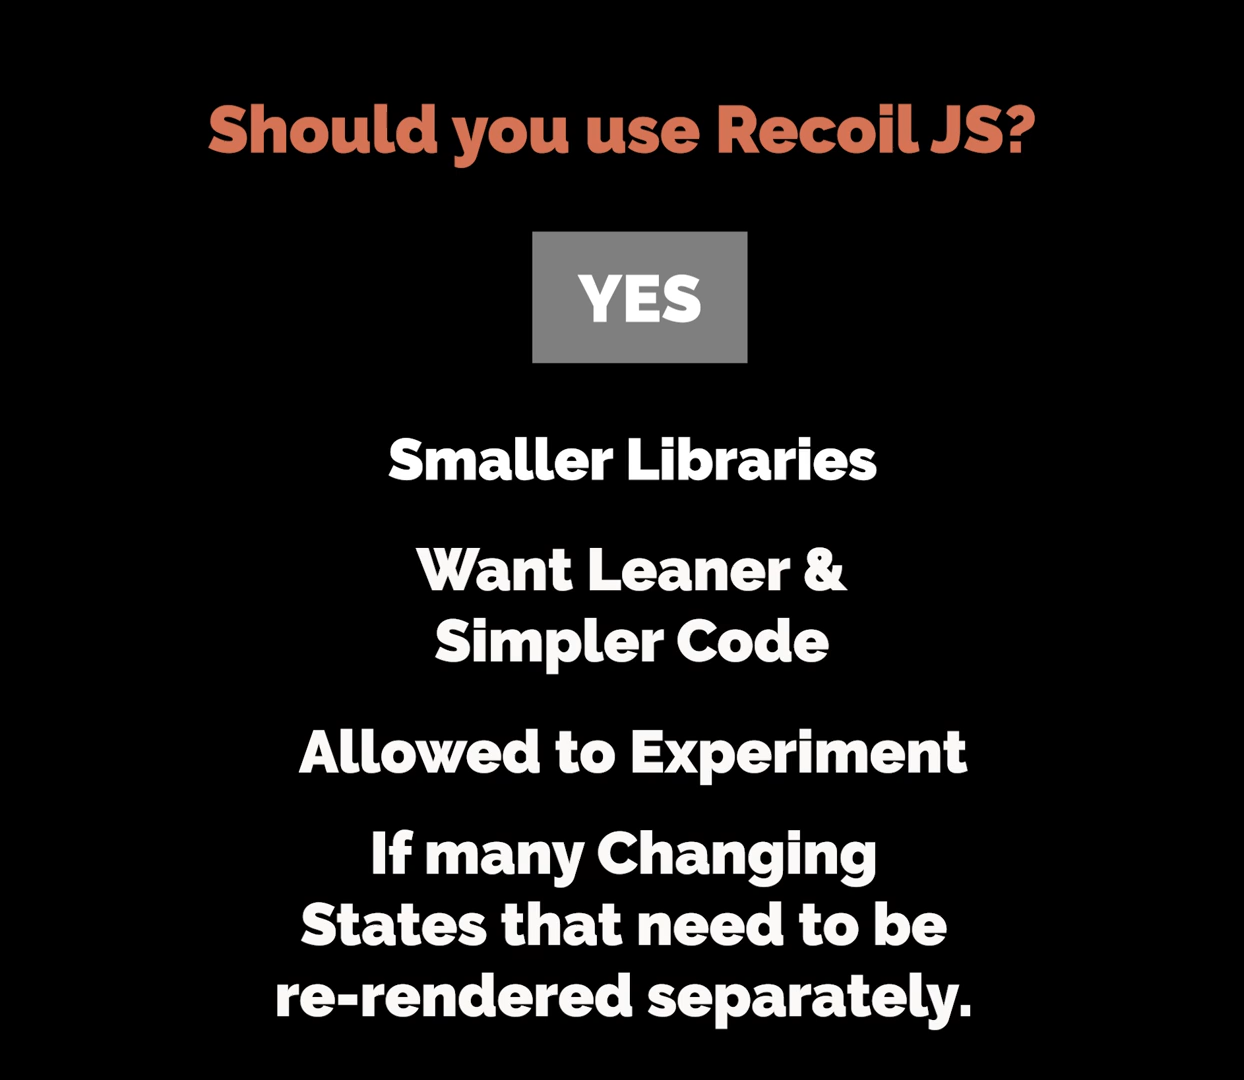 Should you use Recoil JS?
YES
Smaller Libraries
Want Leaner &
Simpler Code
Allowed to Experiment
If many Changing
States that need to be
re-rendered separately.